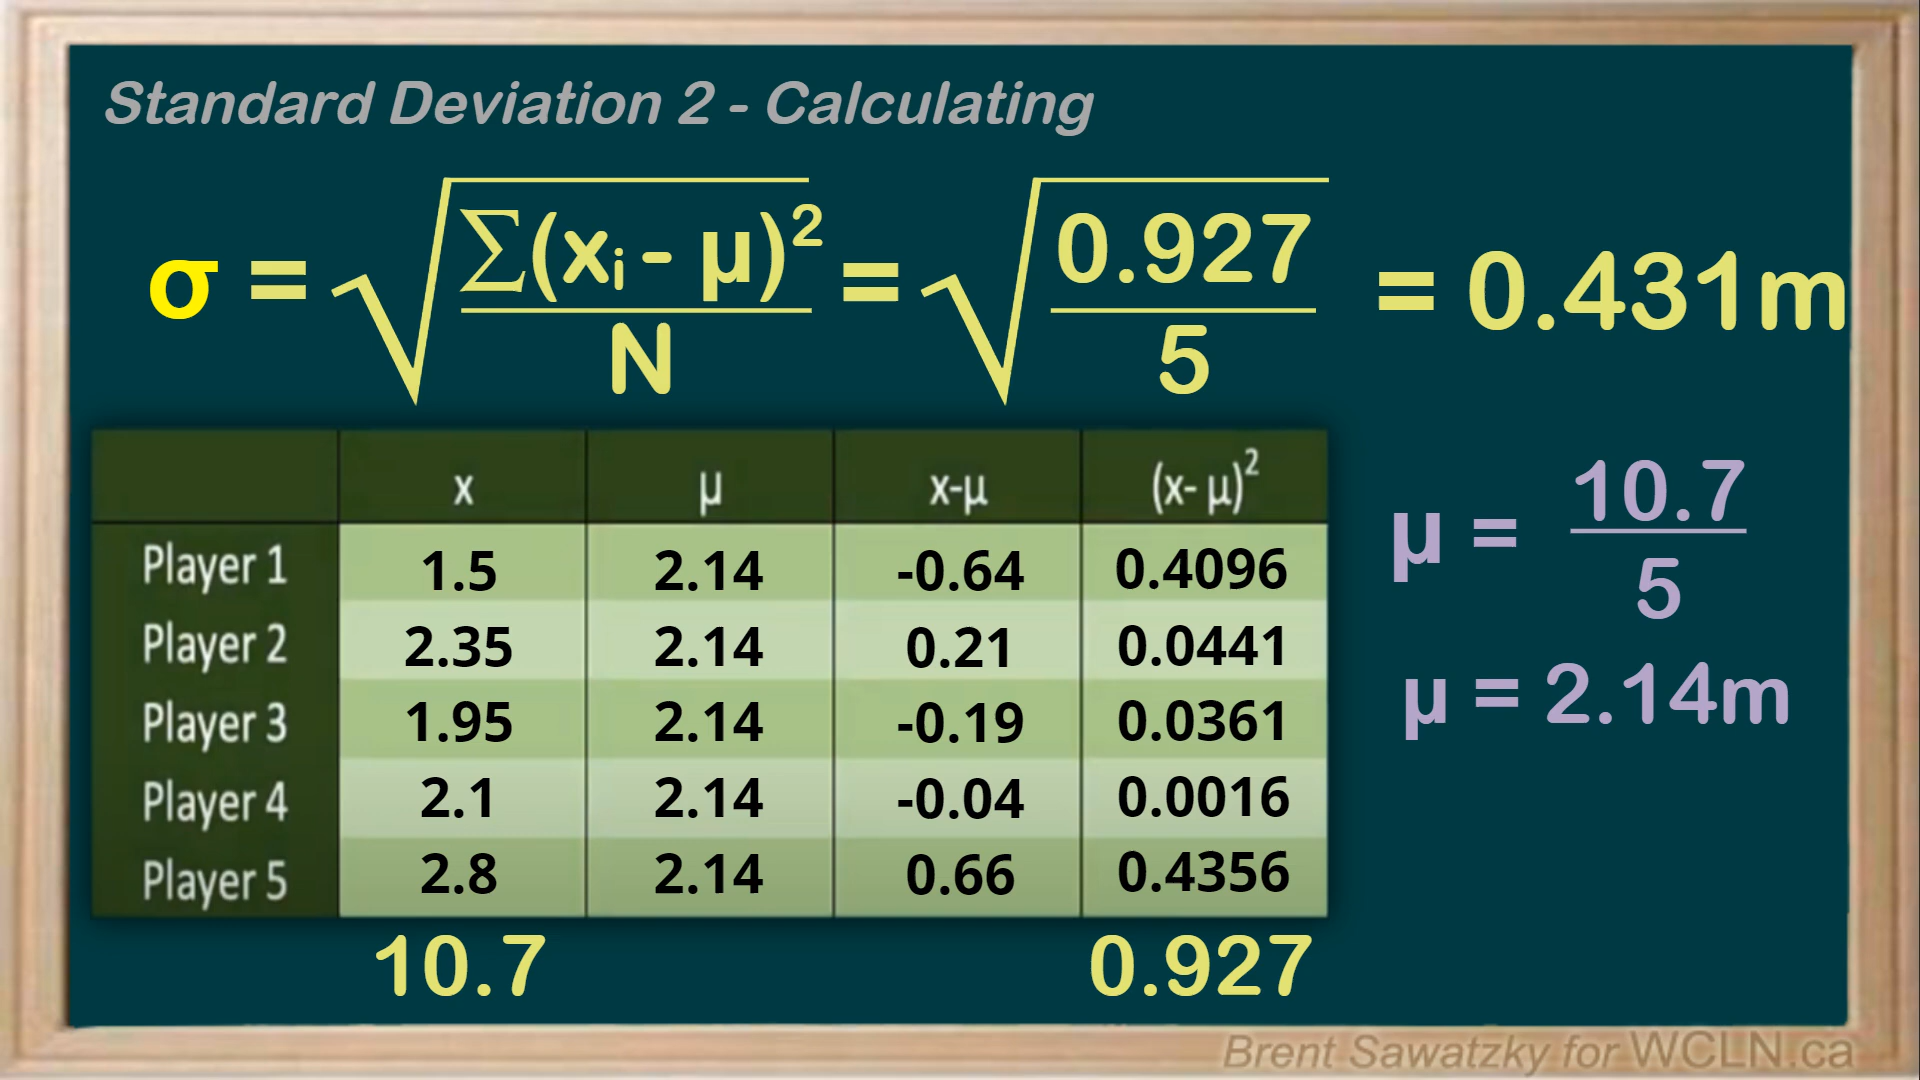 Standard Deviation 2 - Calculating
σ = √(Σ(xᵢ - μ)² / N) = √(0.927 / 5) = 0.431m
x μ x-μ (x- μ)²
Player 1 1.5 2.14 -0.64 0.4096
Player 2 2.35 2.14 0.21 0.0441
Player 3 1.95 2.14 -0.19 0.0361
Player 4 2.1 2.14 -0.04 0.0016
Player 5 2.8 2.14 0.66 0.4356
10.7 0.927
μ = 10.7 / 5
μ = 2.14m
Brent Sawatzky for WCLN.ca